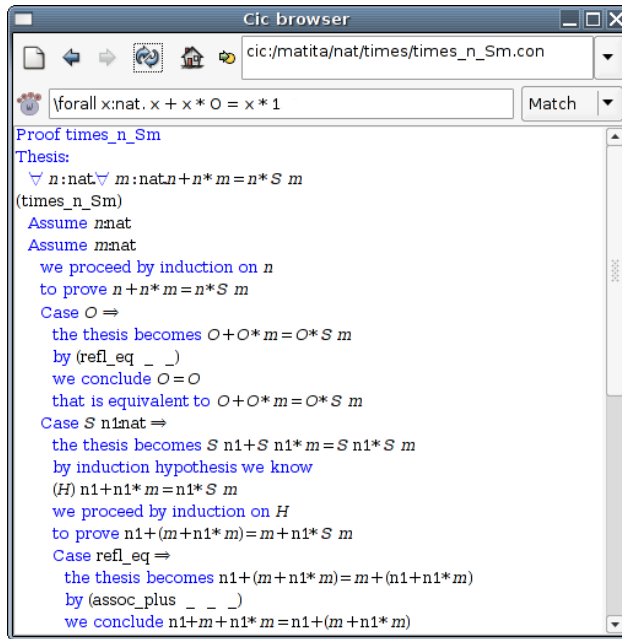 Cic browser
cic:/matita/nat/times/times_n_Sm.con
\forall x:nat. x + x * O = x * 1
Match
Proof times_n_Sm
Thesis:
∀ n:nat.∀ m:nat.n+n*m=n*S m
(times_n_Sm)
Assume n:nat
Assume m:nat
we proceed by induction on n
to prove n+n*m=n*S m
Case O ⇒
the thesis becomes O+O*m=O*S m
by (refl_eq _ _)
we conclude O=O
that is equivalent to O+O*m=O*S m
Case S n1:nat ⇒
the thesis becomes S n1+S n1*m=S n1*S m
by induction hypothesis we know
(H) n1+n1*m=n1*S m
we proceed by induction on H
to prove n1+(m+n1*m)=m+n1*S m
Case refl_eq ⇒
the thesis becomes n1+(m+n1*m)=m+(n1+n1*m)
by (assoc_plus _ _ _)
we conclude n1+m+n1*m=n1+(m+n1*m)